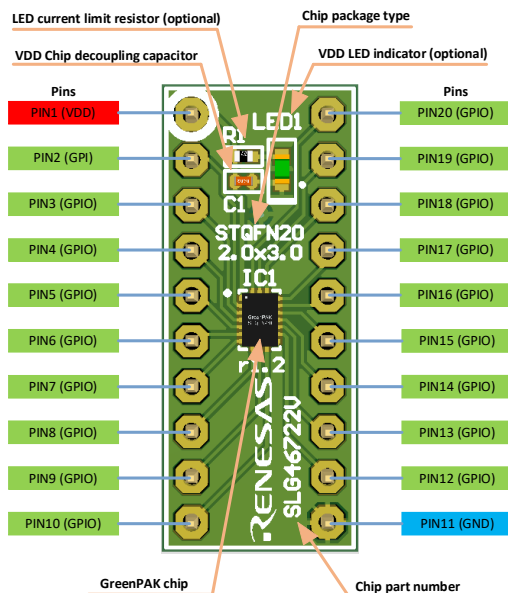 LED current limit resistor (optional)
Chip package type
VDD Chip decoupling capacitor
VDD LED indicator (optional)
Pins
Pins
PIN1 (VDD)
PIN20 (GPIO)
PIN2 (GPI)
PIN19 (GPIO)
PIN3 (GPIO)
PIN18 (GPIO)
PIN4 (GPIO)
PIN17 (GPIO)
PIN5 (GPIO)
PIN16 (GPIO)
PIN6 (GPIO)
PIN15 (GPIO)
PIN7 (GPIO)
PIN14 (GPIO)
PIN8 (GPIO)
PIN13 (GPIO)
PIN9 (GPIO)
PIN12 (GPIO)
PIN10 (GPIO)
PIN11 (GND)
LED1
R1
C1
STQFN20
2.0x3.0
IC1
GreenPAK
RENESAS
SLG46722V
GreenPAK chip
Chip part number